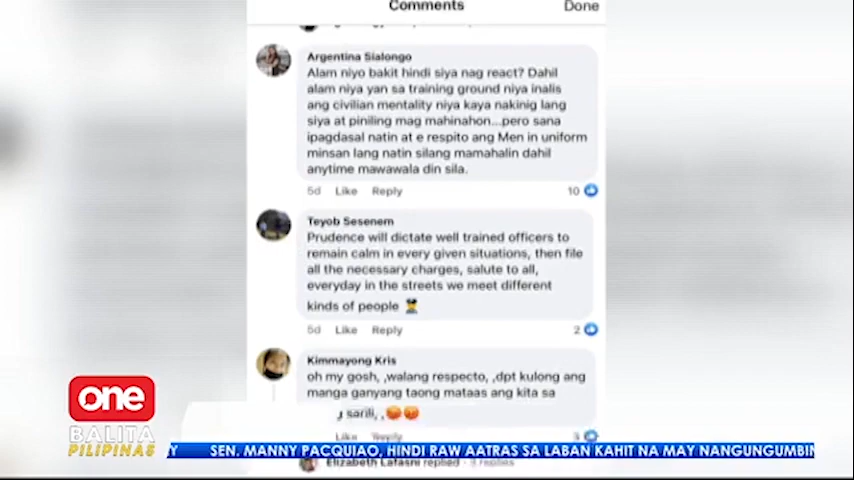 Comments
Done
Argentina Sialongo
Alam niyo bakit hindi siya nag react? Dahil
alam niya yan sa training ground niya inalis
ang civilian mentality niya kaya nakinig lang
siya at piniling mag mahinahon...pero sana
ipagdasal natin at e respito ang Men in uniform
minsan lang natin silang mamahalin dahil
anytime mawawala din sila.
5d Like Reply 10
Teyob Sesenem
Prudence will dictate well trained officers to
remain calm in every given situations, then file
all the necessary charges, salute to all,
everyday in the streets we meet different
kinds of people
5d Like Reply 2
Kimmayong Kris
oh my gosh, ,walang respecto, ,dpt kulong ang
manga ganyang taong mataas ang kita sa
sarili, ,
Like Reply 3
Elizabeth Lafasni replied · 3 replies
one
BALITA
PILIPINAS
SEN. MANNY PACQUIAO, HINDI RAW AATRAS SA LABAN KAHIT NA MAY NANGUNGUMBIN